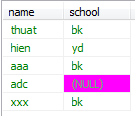 name school
thuat bk
hien yd
aaa bk
adc (NULL)
xxx bk